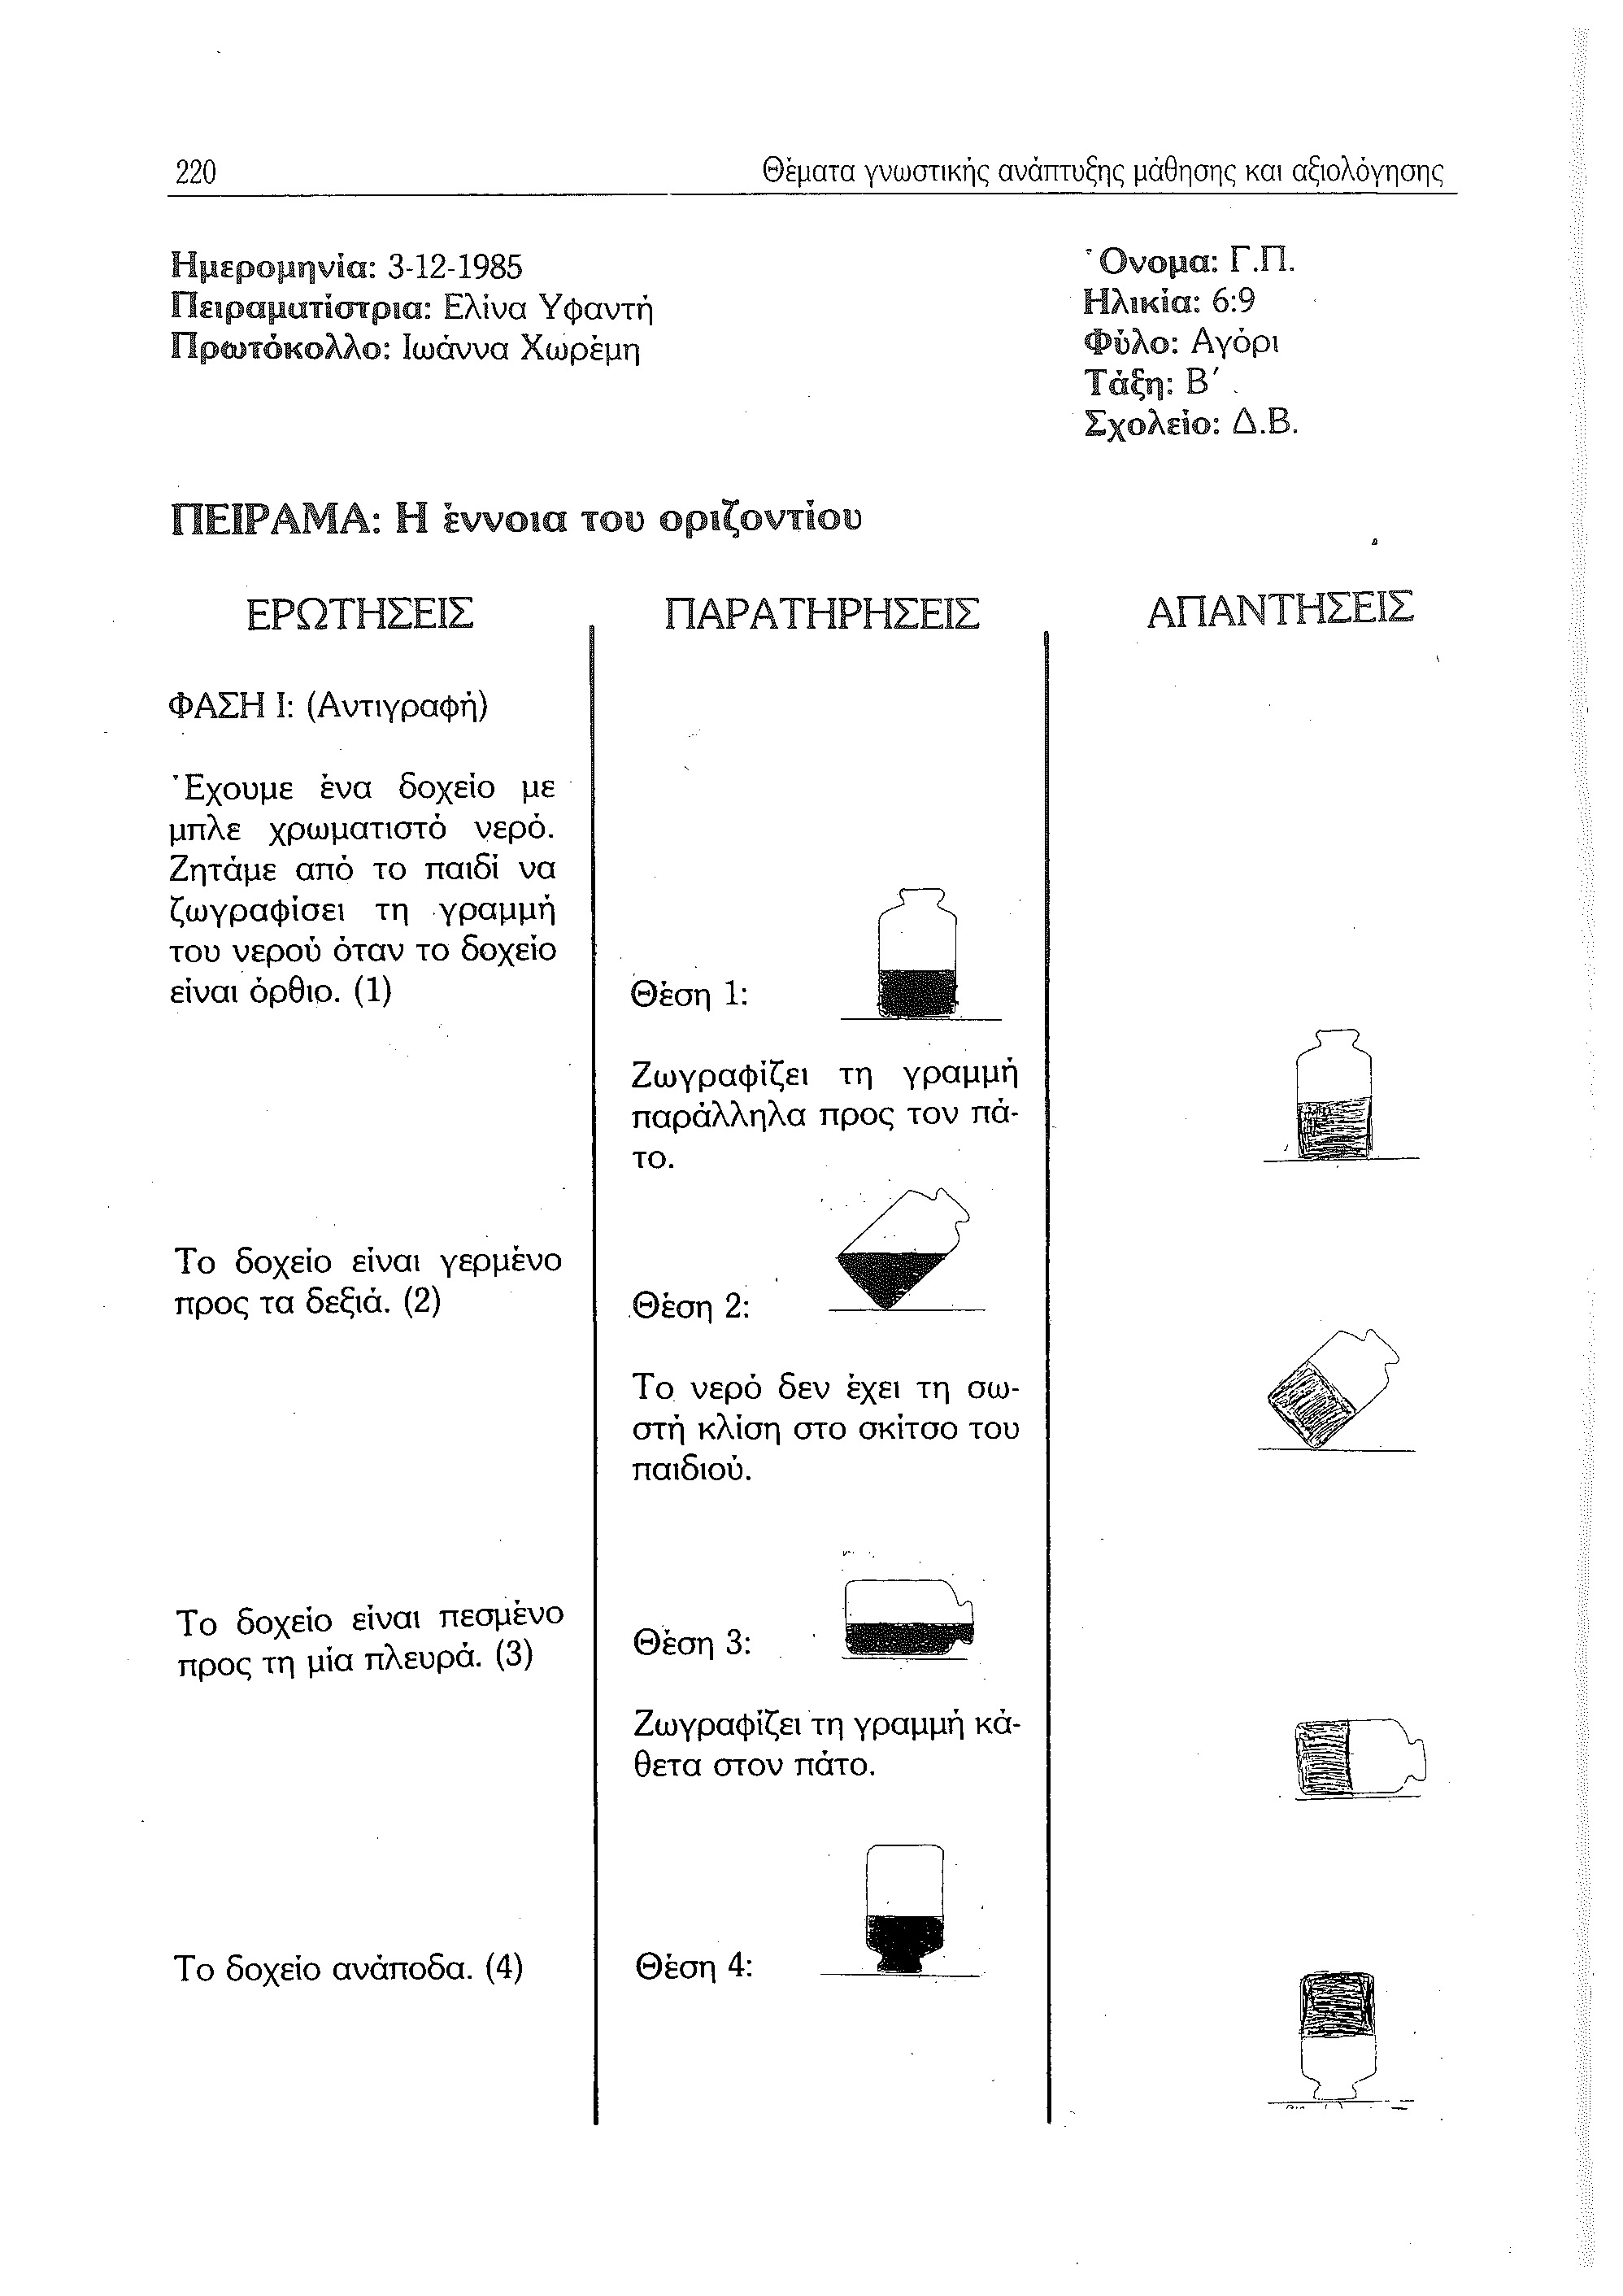 220
Θέματα γνωστικής ανάπτυξης μάθησης και αξιολόγησης
Ημερομηνία: 3-12-1985
Πειραματίστρια: Ελίνα Υφαντή
Πρωτόκολλο: Ιωάννα Χωρέμη
Όνομα: Γ.Π.
Ηλικία: 6:9
Φύλο: Αγόρι
Τάξη: Β'
Σχολείο: Δ.Β.
ΠΕΙΡΑΜΑ: Η έννοια του οριζοντίου
ΕΡΩΤΗΣΕΙΣ
ΠΑΡΑΤΗΡΗΣΕΙΣ
ΑΠΑΝΤΗΣΕΙΣ
ΦΑΣΗ Ι: (Αντιγραφή)
Έχουμε ένα δοχείο με
μπλε χρωματιστό νερό.
Ζητάμε από το παιδί να
ζωγραφίσει τη γραμμή
του νερού όταν το δοχείο
είναι όρθιο. (1)
Θέση 1:
Ζωγραφίζει τη γραμμή
παράλληλα προς τον πά-
το.
Το δοχείο είναι γερμένο
προς τα δεξιά. (2)
Θέση 2:
Το νερό δεν έχει τη σω-
στή κλίση στο σκίτσο του
παιδιού.
Το δοχείο είναι πεσμένο
προς τη μία πλευρά. (3)
Θέση 3:
Ζωγραφίζει τη γραμμή κά-
θετα στον πάτο.
Το δοχείο ανάποδα. (4)
Θέση 4: